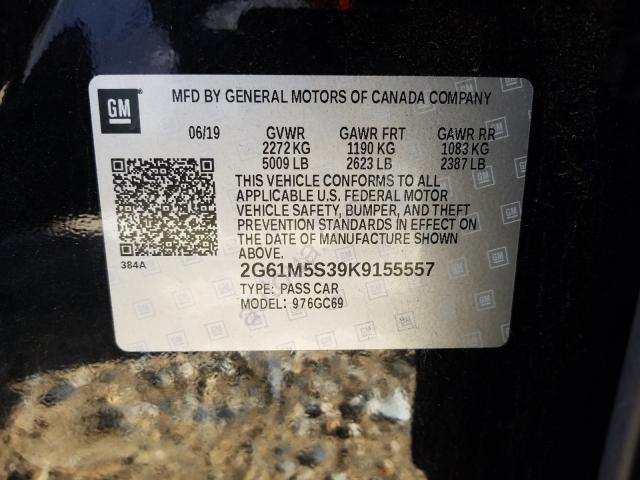 GM
MFD BY GENERAL MOTORS OF CANADA COMPANY
06/19 GVWR GAWR FRT GAWR RR
2272 KG 1190 KG 1083 KG
5009 LB 2623 LB 2387 LB
THIS VEHICLE CONFORMS TO ALL
APPLICABLE U.S. FEDERAL MOTOR
VEHICLE SAFETY, BUMPER, AND THEFT
PREVENTION STANDARDS IN EFFECT ON
THE DATE OF MANUFACTURE SHOWN
ABOVE.
384A
2G61M5S39K9155557
TYPE: PASS CAR
MODEL: 976GC69